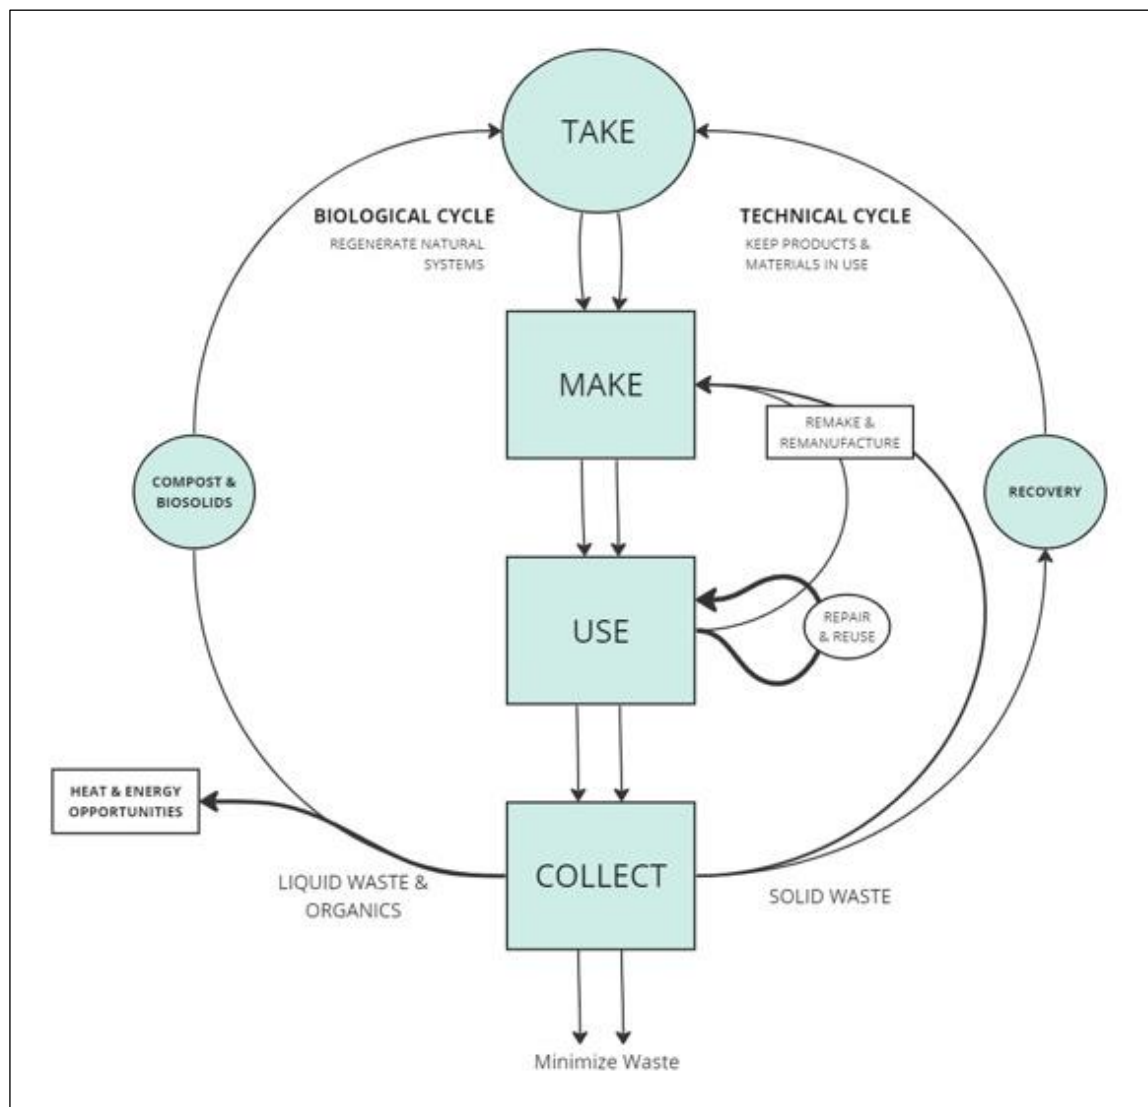 TAKE
BIOLOGICAL CYCLE
REGENERATE NATURAL
SYSTEMS
TECHNICAL CYCLE
KEEP PRODUCTS &
MATERIALS IN USE
MAKE
REMAKE &
REMANUFACTURE
COMPOST &
BIOSOLIDS
RECOVERY
USE
REPAIR
& REUSE
HEAT & ENERGY
OPPORTUNITIES
COLLECT
LIQUID WASTE &
ORGANICS
SOLID WASTE
Minimize Waste